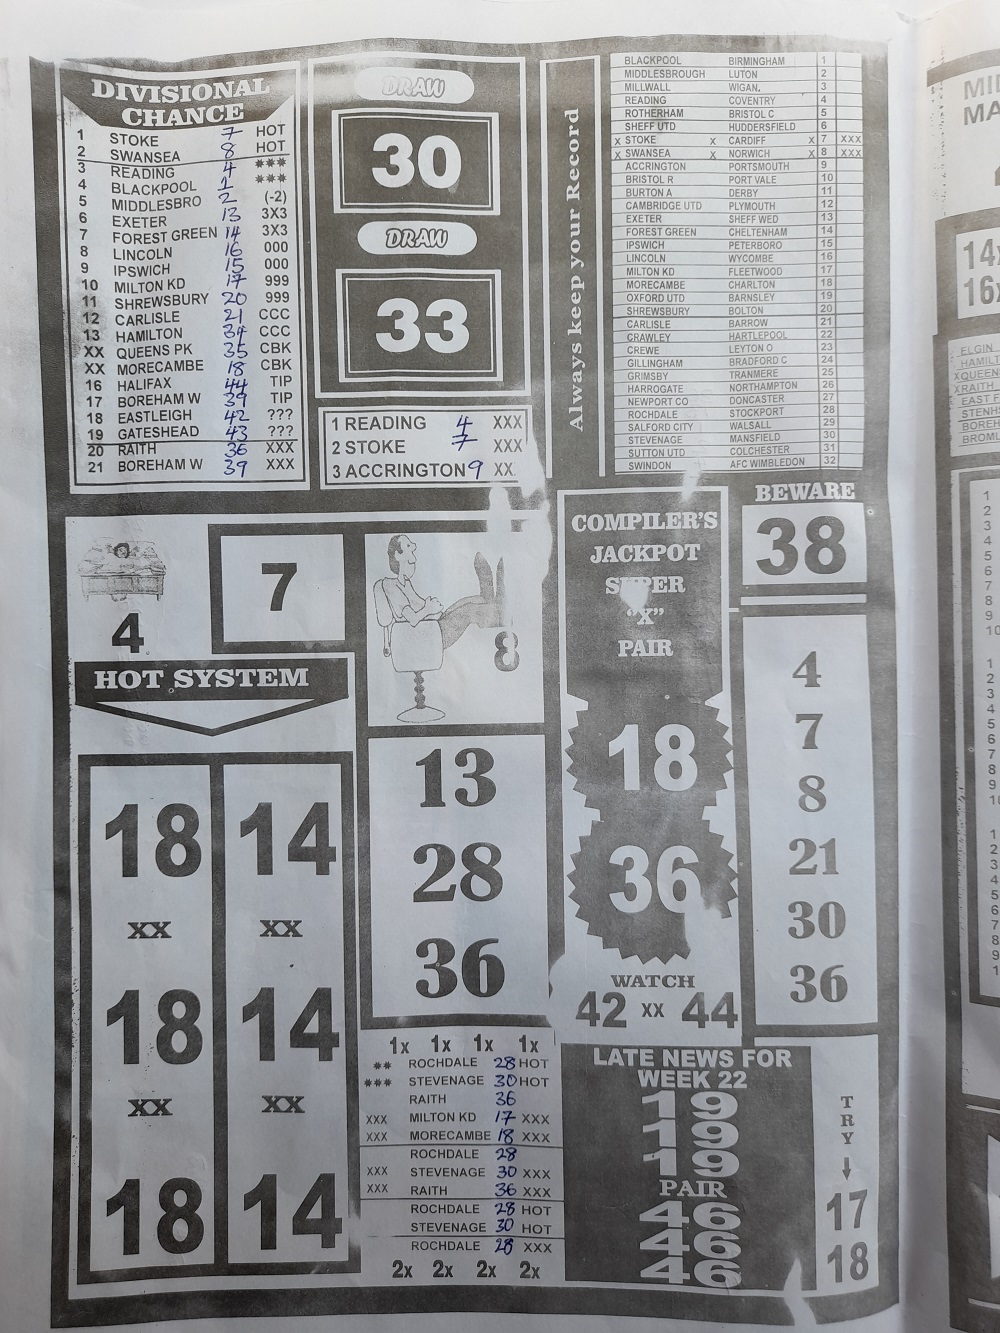 DIVISIONAL
CHANCE
1 STOKE 7 HOT
2 SWANSEA 8 HOT
3 READING 4 ***
4 BLACKPOOL 1 ***
5 MIDDLESBRO 2 (-2)
6 EXETER 13 3X3
7 FOREST GREEN 14 3X3
8 LINCOLN 16 000
9 IPSWICH 15 000
10 MILTON KD 17 999
11 SHREWSBURY 20 999
12 CARLISLE 21 CCC
13 HAMILTON 34 CCC
XX QUEENS PK 35 CBK
XX MORECAMBE 18 CBK
16 HALIFAX 44 TIP
17 BOREHAM W 39 TIP
18 EASTLEIGH 42 ???
19 GATESHEAD 43 ???
20 RAITH 36 XXX
21 BOREHAM W 39 XXX
DRAW
30
DRAW
33
1 READING 4 XXX
2 STOKE 7 XXX
3 ACCRINGTON 9 XX
Always keep your Record
BLACKPOOL BIRMINGHAM 1
MIDDLESBROUGH LUTON 2
MILLWALL WIGAN. 3
READING COVENTRY 4
ROTHERHAM BRISTOL C 5
SHEFF UTD HUDDERSFIELD 6
X STOKE X CARDIFF X 7 XXX
X SWANSEA X NORWICH X 8 XXX
ACCRINGTON PORTSMOUTH 9
BRISTOL R PORT VALE 10
BURTON A DERBY 11
CAMBRIDGE UTD PLYMOUTH 12
EXETER SHEFF WED 13
FOREST GREEN CHELTENHAM 14
IPSWICH PETERBORO 15
LINCOLN WYCOMBE 16
MILTON KD FLEETWOOD 17
MORECAMBE CHARLTON 18
OXFORD UTD BARNSLEY 19
SHREWSBURY BOLTON 20
CARLISLE BARROW 21
CRAWLEY HARTLEPOOL 22
CREWE LEYTON O 23
GILLINGHAM BRADFORD C 24
GRIMSBY TRANMERE 25
HARROGATE NORTHAMPTON 26
NEWPORT CO DONCASTER 27
ROCHDALE STOCKPORT 28
SALFORD CITY WALSALL 29
STEVENAGE MANSFIELD 30
SUTTON UTD COLCHESTER 31
SWINDON AFC WIMBLEDON 32
4
7
8
HOT SYSTEM
18 14
XX XX
18 14
XX XX
18 14
13
28
36
COMPILER'S
JACKPOT
SUPER
"X"
PAIR
18
36
WATCH
42 XX 44
BEWARE
38
4
7
8
21
30
36
1x 1x 1x 1x
** ROCHDALE 28 HOT
*** STEVENAGE 30 HOT
RAITH 36
XXX MILTON KD 17 XXX
XXX MORECAMBE 18 XXX
ROCHDALE 28
XXX STEVENAGE 30 XXX
XXX RAITH 36 XXX
ROCHDALE 28 HOT
STEVENAGE 30 HOT
ROCHDALE 28 XXX
2x 2x 2x 2x
LATE NEWS FOR
WEEK 22
19
19
19
PAIR
46
46
46
TRY
17
18
14x
16x